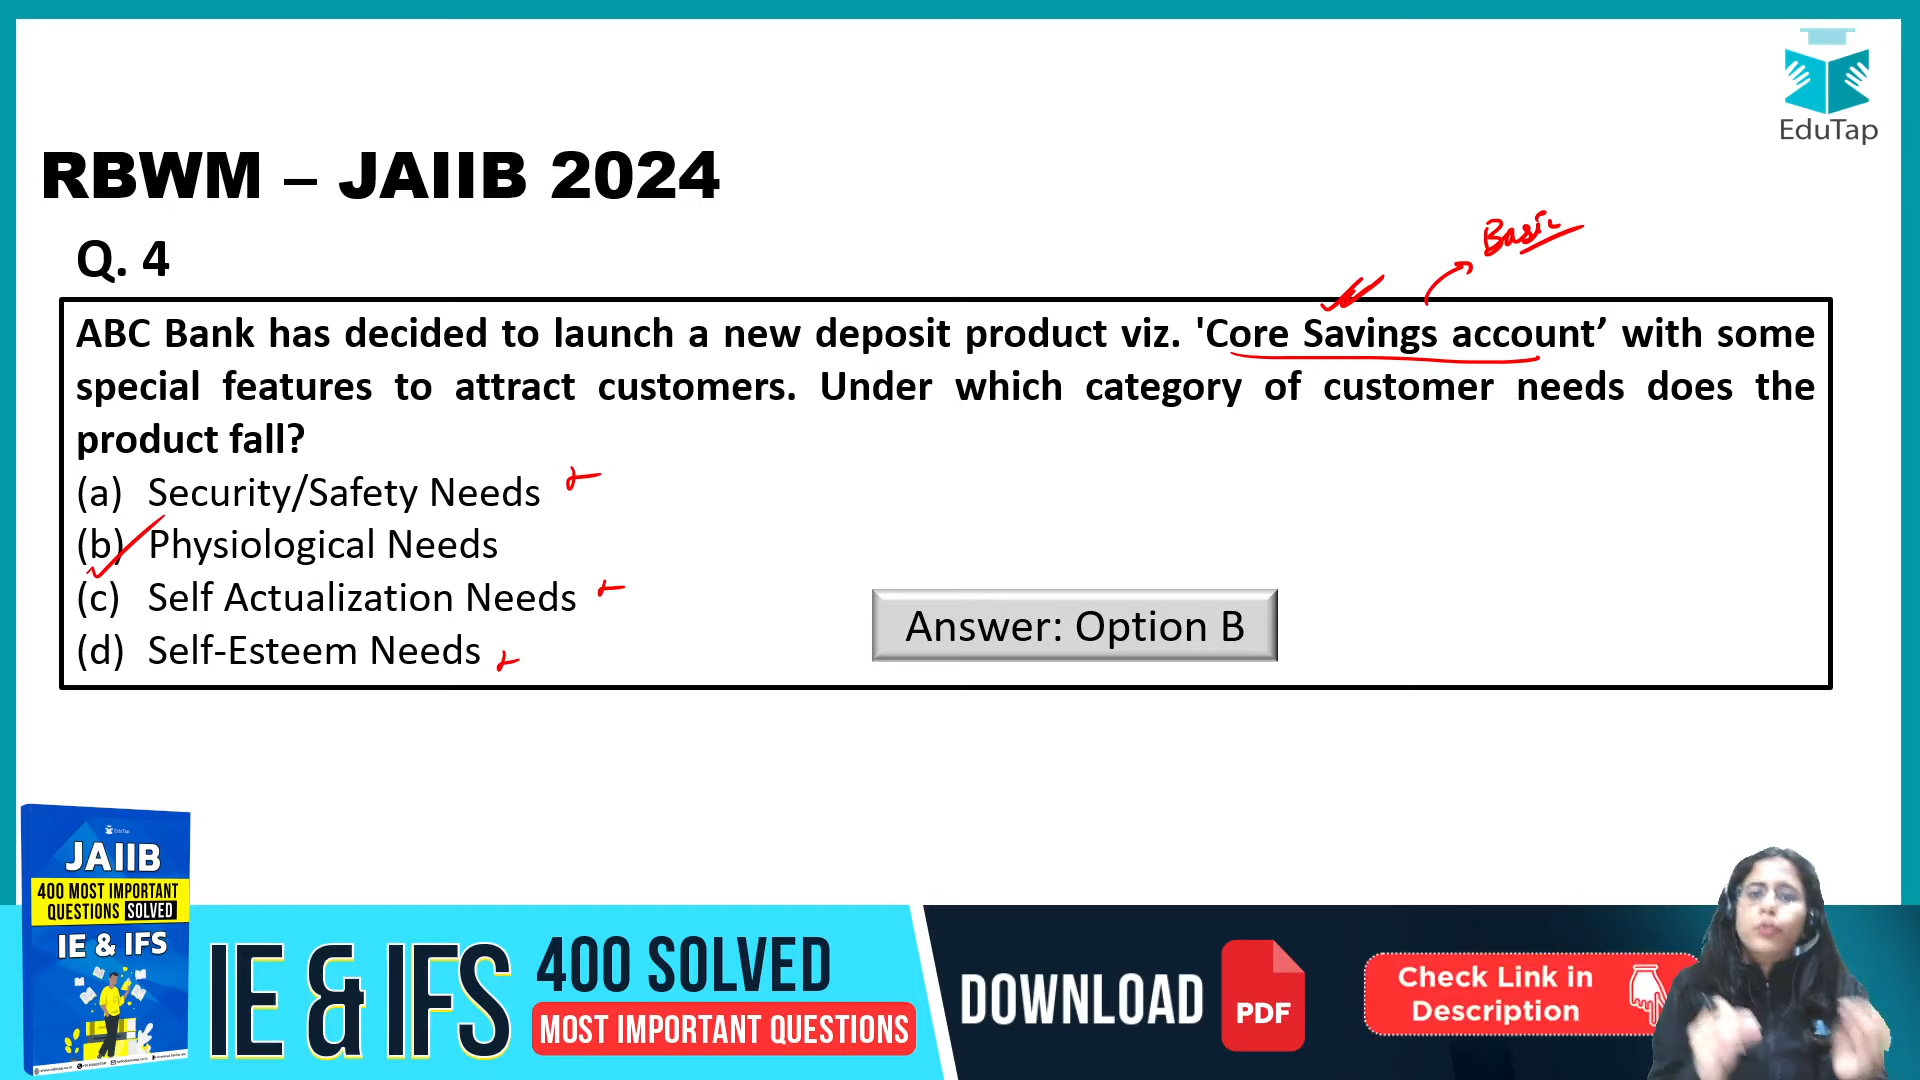 EduTap
RBWM – JAIIB 2024
Basic
Q. 4
ABC Bank has decided to launch a new deposit product viz. 'Core Savings account’ with some
special features to attract customers. Under which category of customer needs does the
product fall?
(a) Security/Safety Needs
(b) Physiological Needs
(c) Self Actualization Needs
(d) Self-Esteem Needs
Answer: Option B
EduTap
JAIIB
400 MOST IMPORTANT
QUESTIONS SOLVED
IE & IFS
IE & IFS
400 SOLVED
MOST IMPORTANT QUESTIONS
DOWNLOAD
PDF
Check Link in
Description